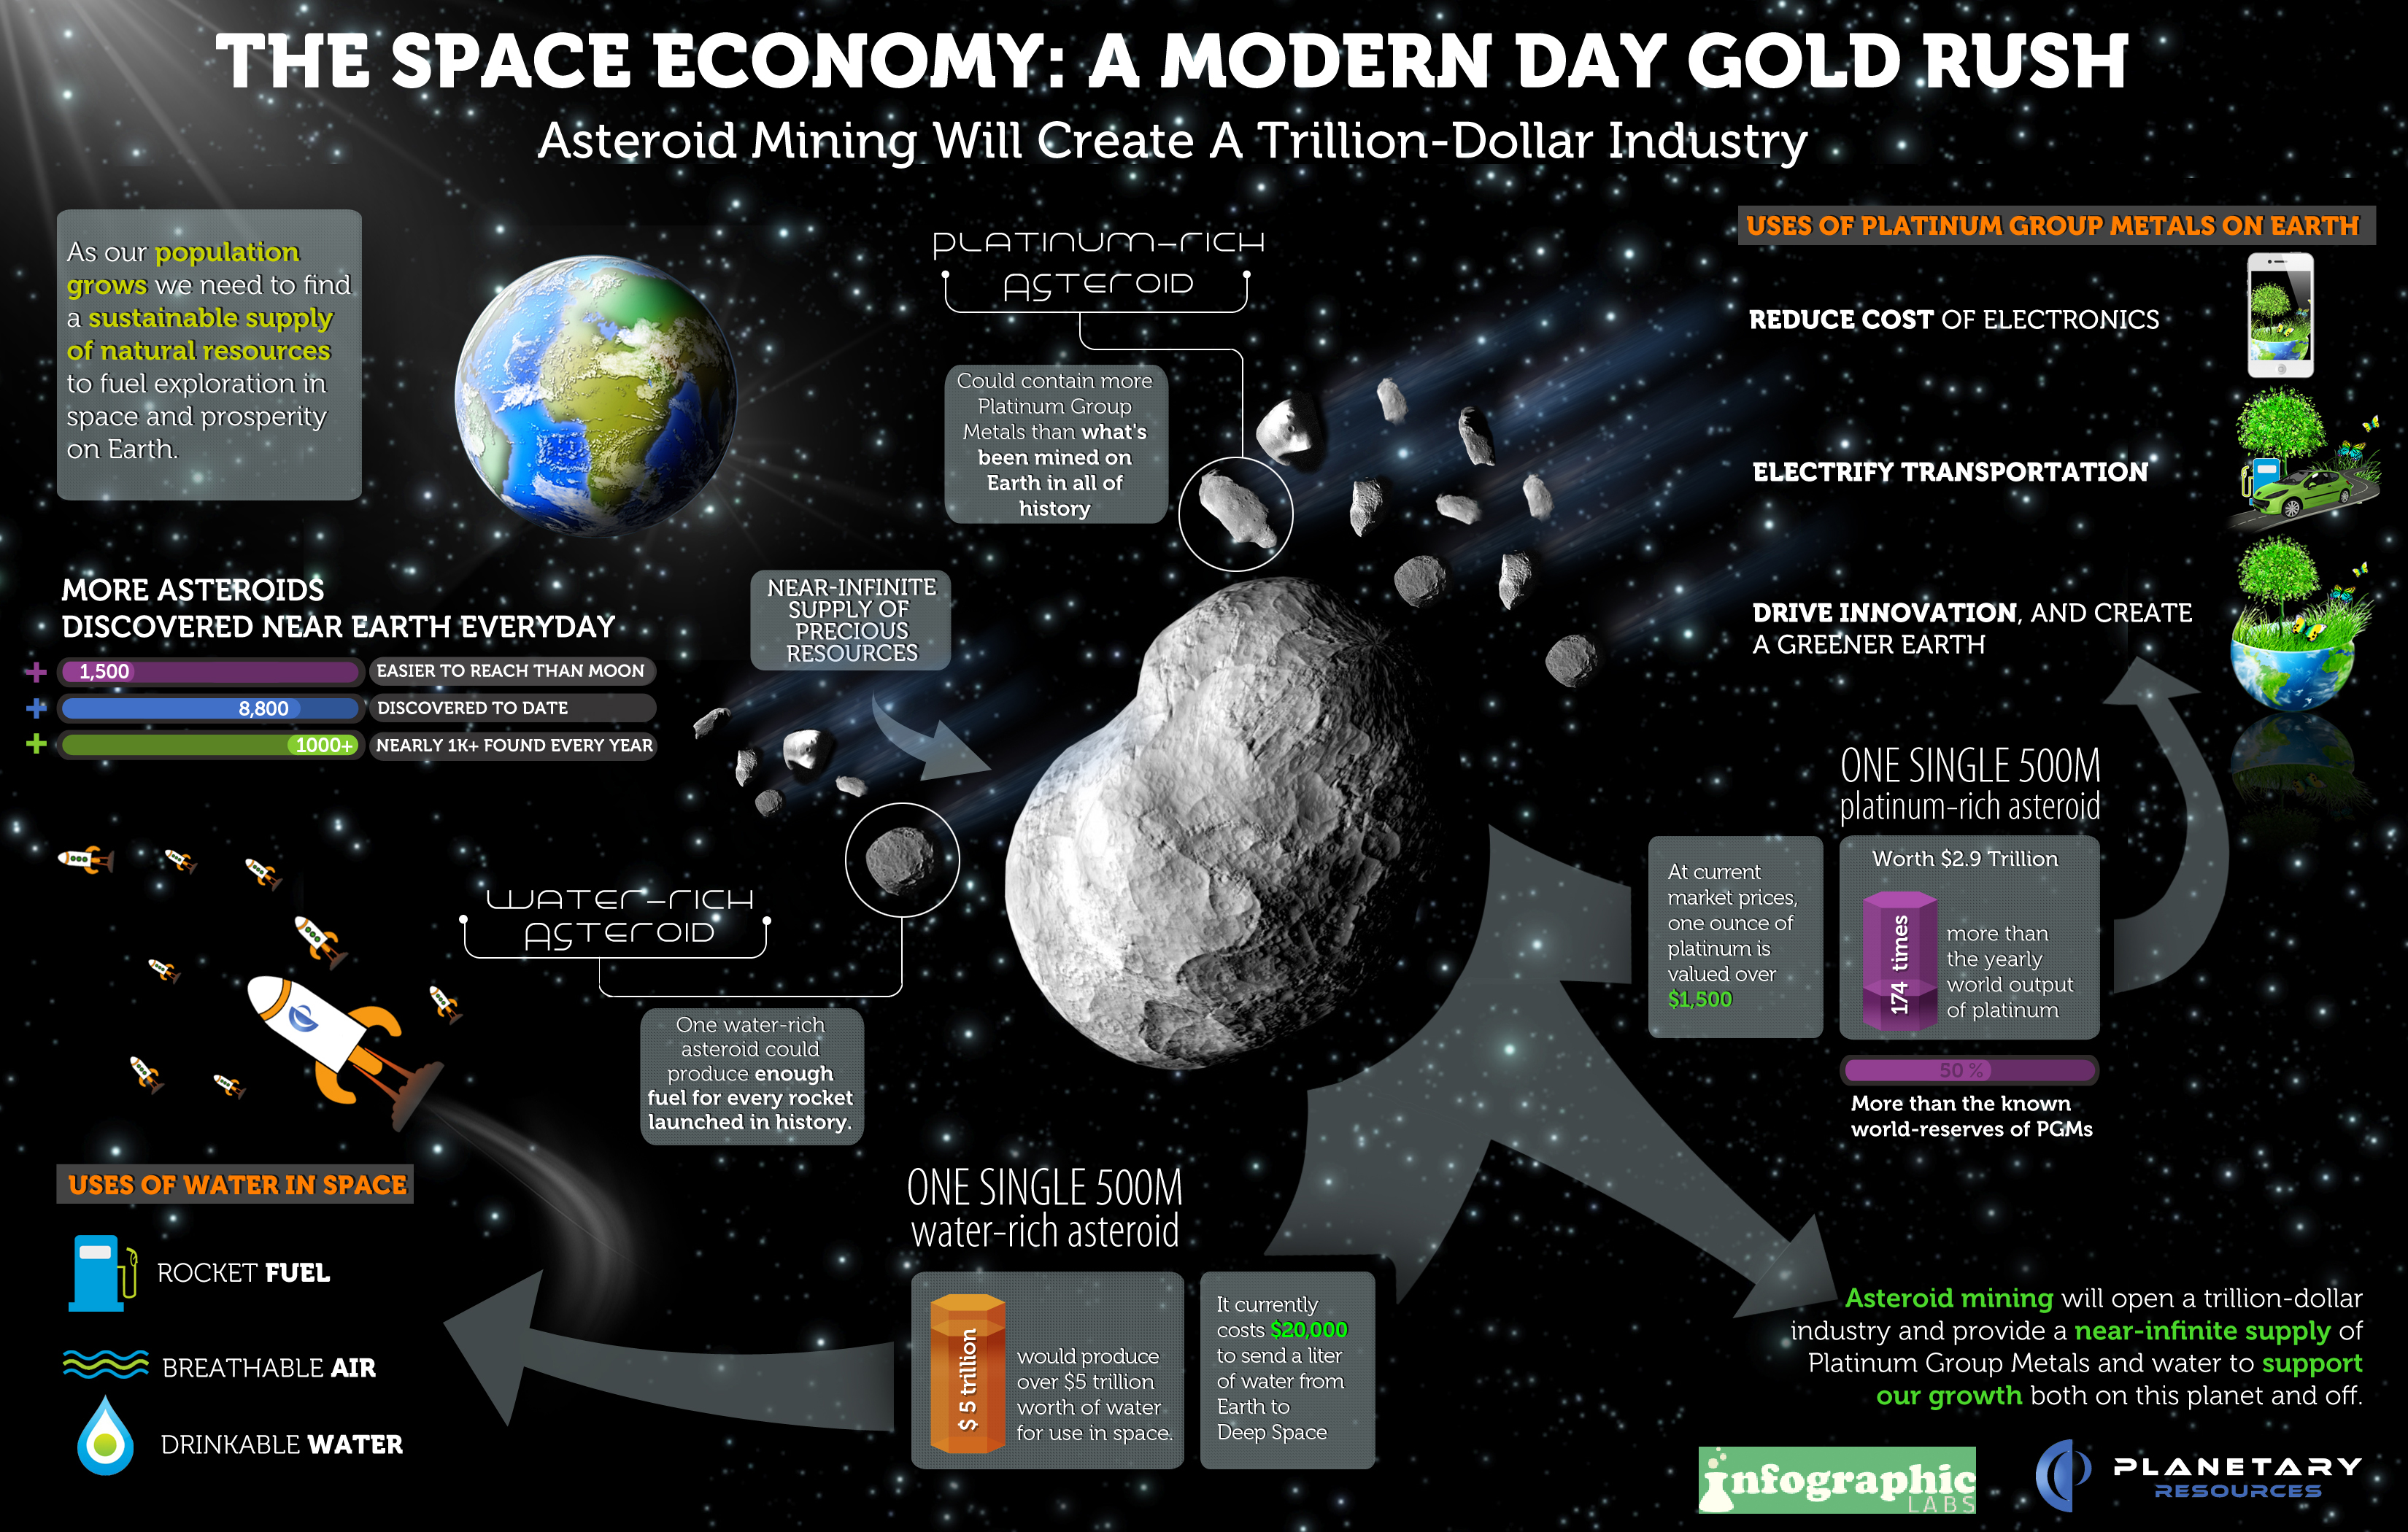 THE SPACE ECONOMY: A MODERN DAY GOLD RUSH
Asteroid Mining Will Create A Trillion-Dollar Industry
As our population
grows we need to find
a sustainable supply
of natural resources
to fuel exploration in
space and prosperity
on Earth.
PLATINUM-RICH
ASTEROID
Could contain more
Platinum Group
Metals than what's
been mined on
Earth in all of
history
USES OF PLATINUM GROUP METALS ON EARTH
REDUCE COST OF ELECTRONICS
ELECTRIFY TRANSPORTATION
DRIVE INNOVATION, AND CREATE
A GREENER EARTH
MORE ASTEROIDS
DISCOVERED NEAR EARTH EVERYDAY
+ 1,500 EASIER TO REACH THAN MOON
+ 8,800 DISCOVERED TO DATE
+ 1000+ NEARLY 1K+ FOUND EVERY YEAR
NEAR-INFINITE
SUPPLY OF
PRECIOUS
RESOURCES
WATER-RICH
ASTEROID
One water-rich
asteroid could
produce enough
fuel for every rocket
launched in history.
ONE SINGLE 500M
platinum-rich asteroid
At current
market prices,
one ounce of
platinum is
valued over
$1,500
Worth $2.9 Trillion
174 times
more than
the yearly
world output
of platinum
50 %
More than the known
world-reserves of PGMs
USES OF WATER IN SPACE
ROCKET FUEL
BREATHABLE AIR
DRINKABLE WATER
ONE SINGLE 500M
water-rich asteroid
$ 5 trillion
would produce
over $5 trillion
worth of water
for use in space.
It currently
costs $20,000
to send a liter
of water from
Earth to
Deep Space
Asteroid mining will open a trillion-dollar
industry and provide a near-infinite supply of
Platinum Group Metals and water to support
our growth both on this planet and off.
infographic
LABS
PLANETARY
RESOURCES